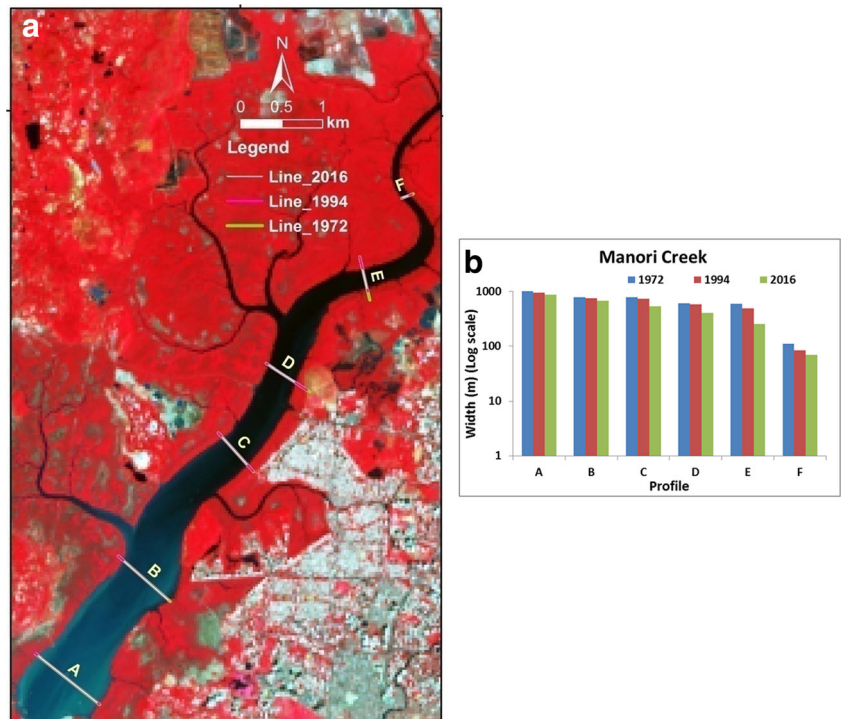 a
N
0 0.5 1
km
Legend
Line_2016
Line_1994
Line_1972
F
E
D
C
B
A
b
Manori Creek
1972 1994 2016
Width (m) (Log scale)
1000
100
10
1
A B C D E F
Profile